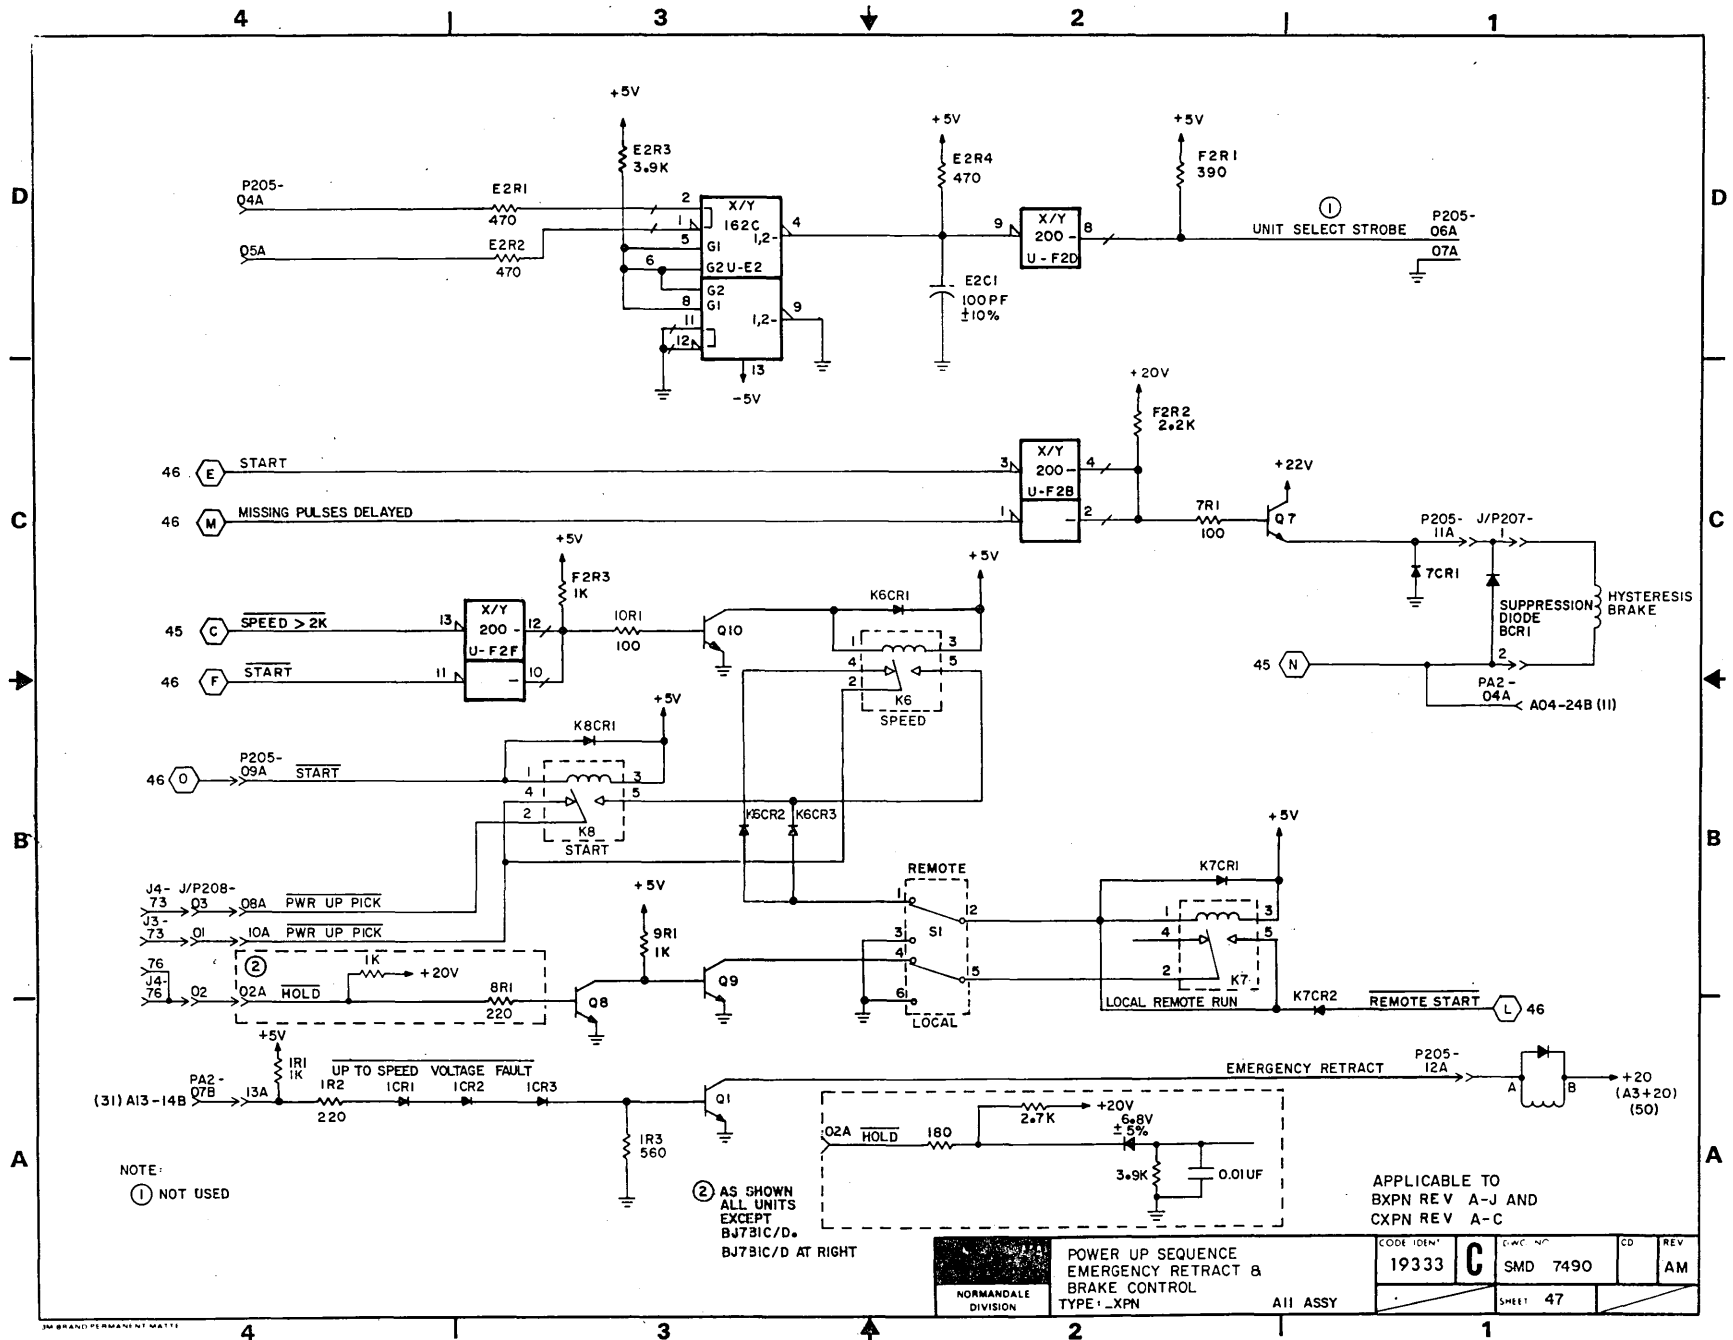 4
3
2
1
D
D
+5V
+5V
+5V
E2R3
3.9K
E2R4
470
F2R1
390
P205-
04A
E2R1
470
2
X/Y
162C
4
1
1,2-
9
X/Y
200
8
U-F2D
1
UNIT SELECT STROBE
P205-
06A
07A
05A
E2R2
470
5
G1
6
G2 U-E2
G2
8
G1
9
1,2-
11
12
13
-5V
E2C1
100PF
±10%
+20V
F2R2
2.2K
46
E
START
3
X/Y
200
4
U-F2B
+22V
C
46
M
MISSING PULSES DELAYED
1
2
7R1
100
Q7
P205-
11A
J/P207-
1
C
+5V
F2R3
1K
+5V
7CR1
SUPPRESSION
DIODE
BCR1
HYSTERESIS
BRAKE
45
C
SPEED > 2K
13
X/Y
200
12
U-F2F
10R1
100
Q10
K6CR1
1
3
4
5
2
K6
SPEED
46
F
START
11
10
45
N
2
PA2-
04A
A04-24B (11)
+5V
K8CR1
46
O
P205-
09A
START
1
3
4
5
2
K8
START
K6CR2
K6CR3
+5V
B
B
REMOTE
K7CR1
J4-
73
J/P208-
03
08A
PWR UP PICK
+5V
1
2
S1
1
3
J3-
73
01
10A
PWR UP PICK
9R1
1K
3
4
4
5
76
J4-
76
02
2
02A
HOLD
1K
+20V
8R1
220
Q8
Q9
5
6
LOCAL
2
K7
LOCAL REMOTE RUN
K7CR2
REMOTE START
L
46
+5V
1R1
1K
UP TO SPEED VOLTAGE FAULT
EMERGENCY RETRACT
P205-
12A
A
B
+20
(A3+20)
(50)
(31) A13-14B
PA2-
07B
13A
1R2
220
1CR1
1CR2
1CR3
Q1
1R3
560
02A
HOLD
180
2.7K
+20V
6.8V
±5%
3.9K
0.01UF
A
A
NOTE:
1 NOT USED
2 AS SHOWN
ALL UNITS
EXCEPT
BJ7B1C/D.
BJ7B1C/D AT RIGHT
APPLICABLE TO
BXPN REV A-J AND
CXPN REV A-C
NORMANDALE
DIVISION
POWER UP SEQUENCE
EMERGENCY RETRACT &
BRAKE CONTROL
TYPE: _XPN
A11 ASSY
CODE IDENT
19333
C
DWG. NO
SMD 7490
CD
REV
AM
SHEET 47
3M BRAND PERMANENT MATTE
4
3
2
1